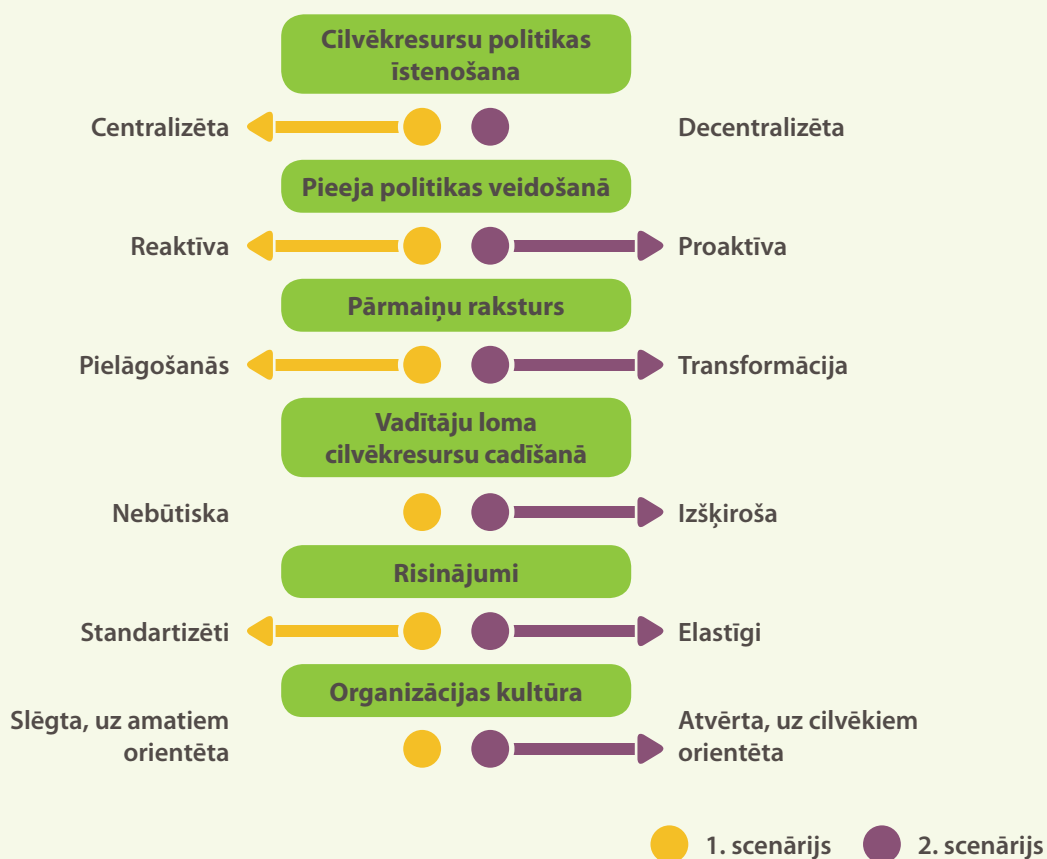 Cilvēkresursu politikas
īstenošana
Centralizēta
Decentralizēta
Pieeja politikas veidošanā
Reaktīva
Proaktīva
Pārmaiņu raksturs
Pielāgošanās
Transformācija
Vadītāju loma
cilvēkresursu cadīšanā
Nebūtiska
Izšķiroša
Risinājumi
Standartizēti
Elastīgi
Organizācijas kultūra
Slēgta, uz amatiem
orientēta
Atvērta, uz cilvēkiem
orientēta
1. scenārijs
2. scenārijs